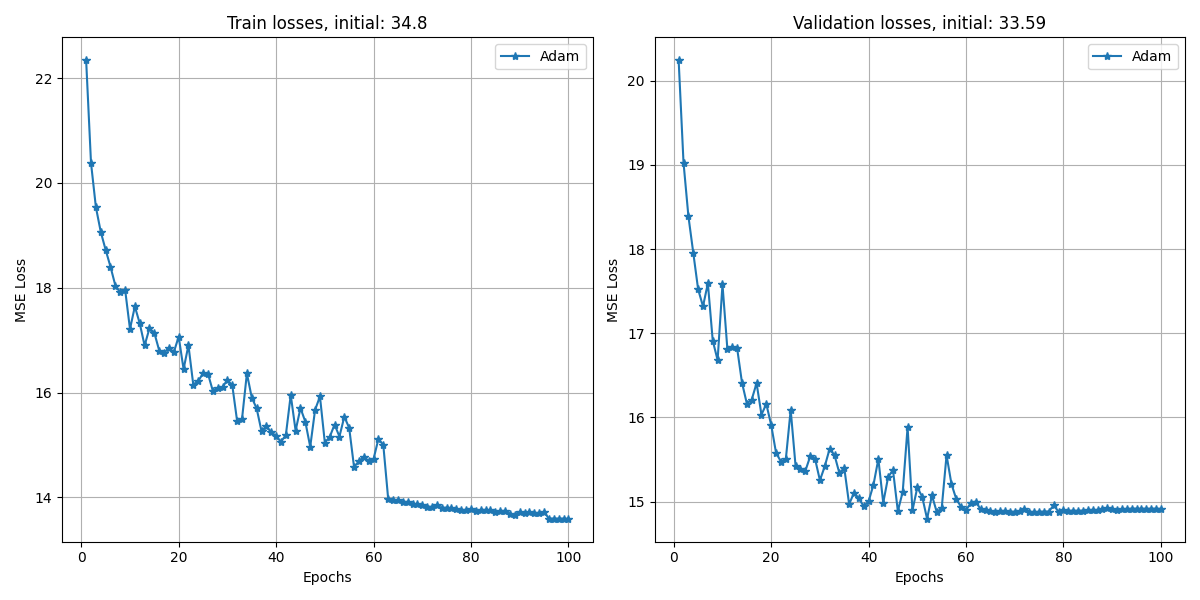 Train losses, initial: 34.8
Adam
22
20
18
16
14
MSE Loss
0
20
40
60
80
100
Epochs
Validation losses, initial: 33.59
Adam
20
19
18
17
16
15
MSE Loss
0
20
40
60
80
100
Epochs